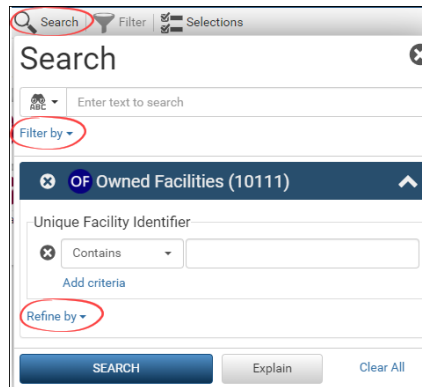 Search Filter Selections
Search
ABC Enter text to search
Filter by
OF Owned Facilities (10111)
Unique Facility Identifier
Contains
Add criteria
Refine by
SEARCH Explain Clear All